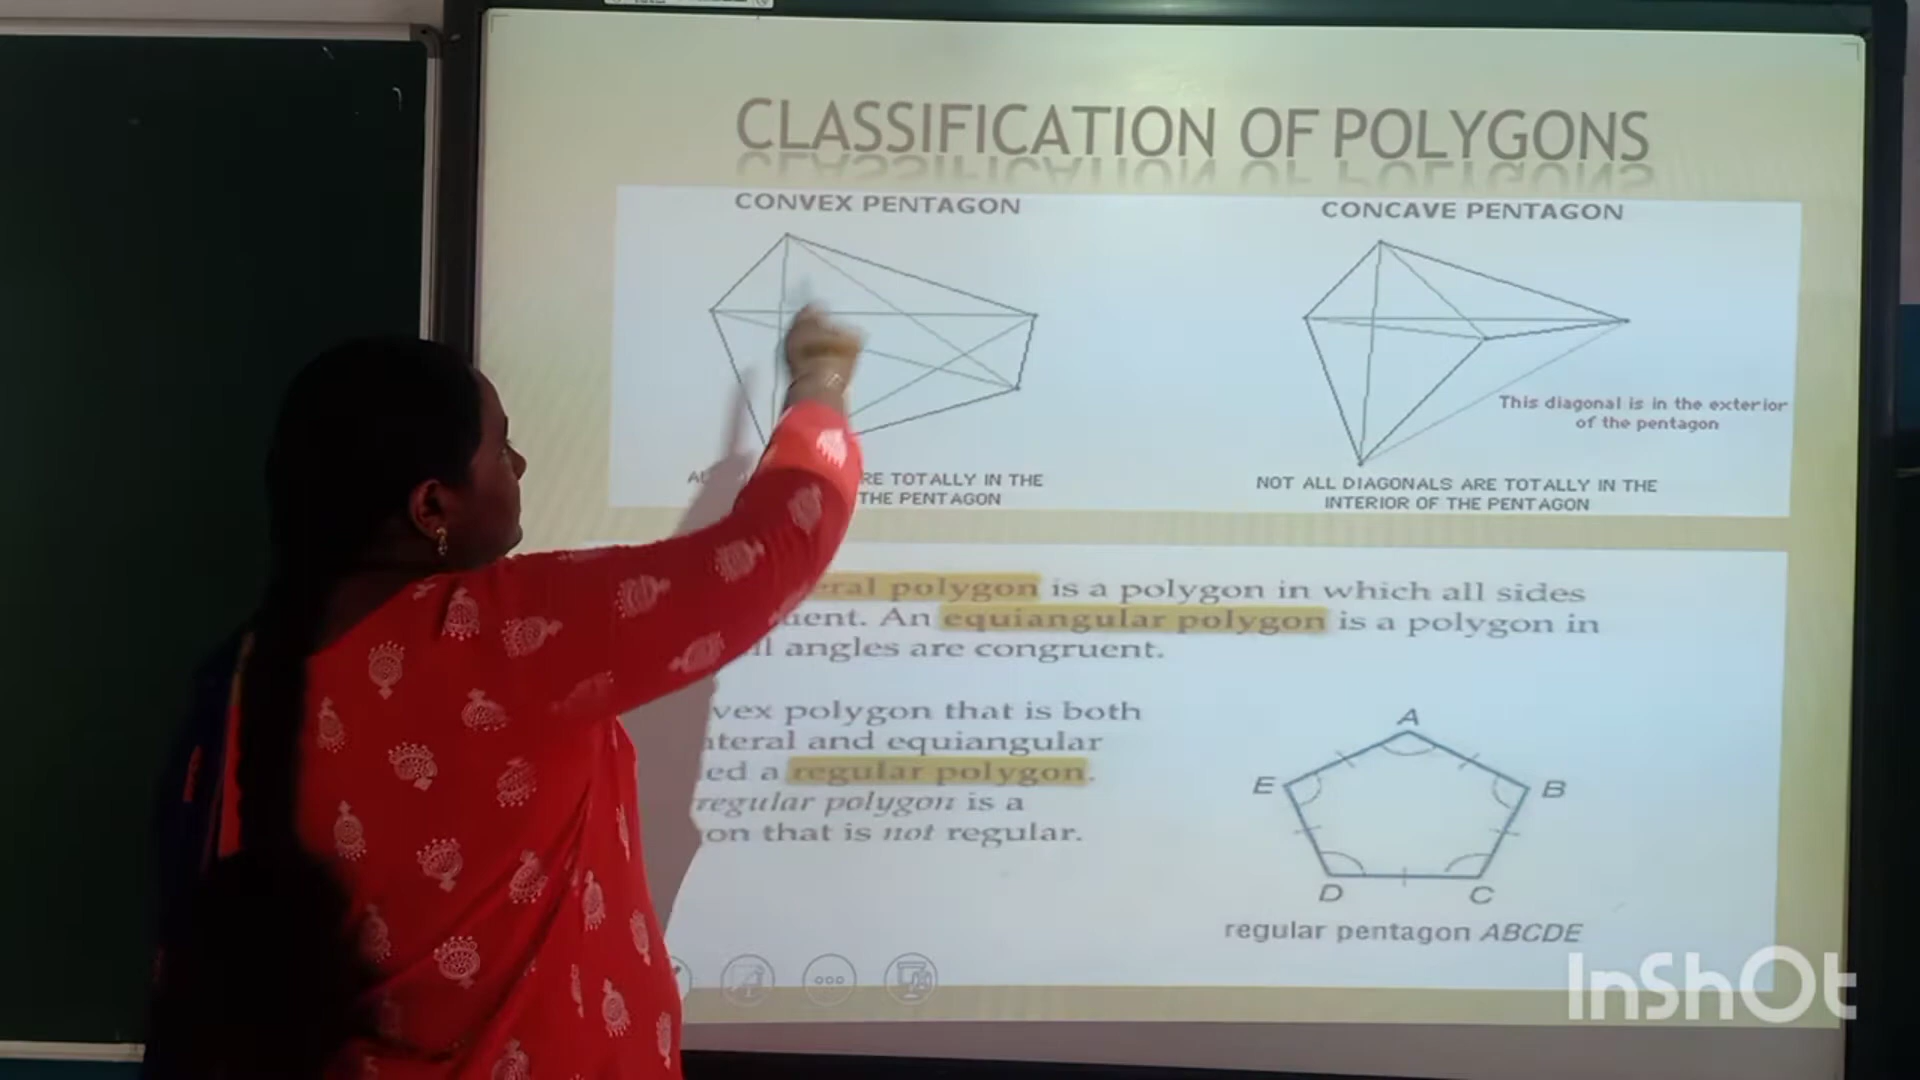 CLASSIFICATION OF POLYGONS
CONVEX PENTAGON
CONCAVE PENTAGON
This diagonal is in the exterior
of the pentagon
TOTALLY IN THE
THE PENTAGON
NOT ALL DIAGONALS ARE TOTALLY IN THE
INTERIOR OF THE PENTAGON
polygon is a polygon in which all sides
An equiangular polygon is a polygon in
angles are congruent.
polygon that is both
and equiangular
a regular polygon.
regular polygon is a
that is not regular.
A
E
B
D
C
regular pentagon ABCDE
InShOt